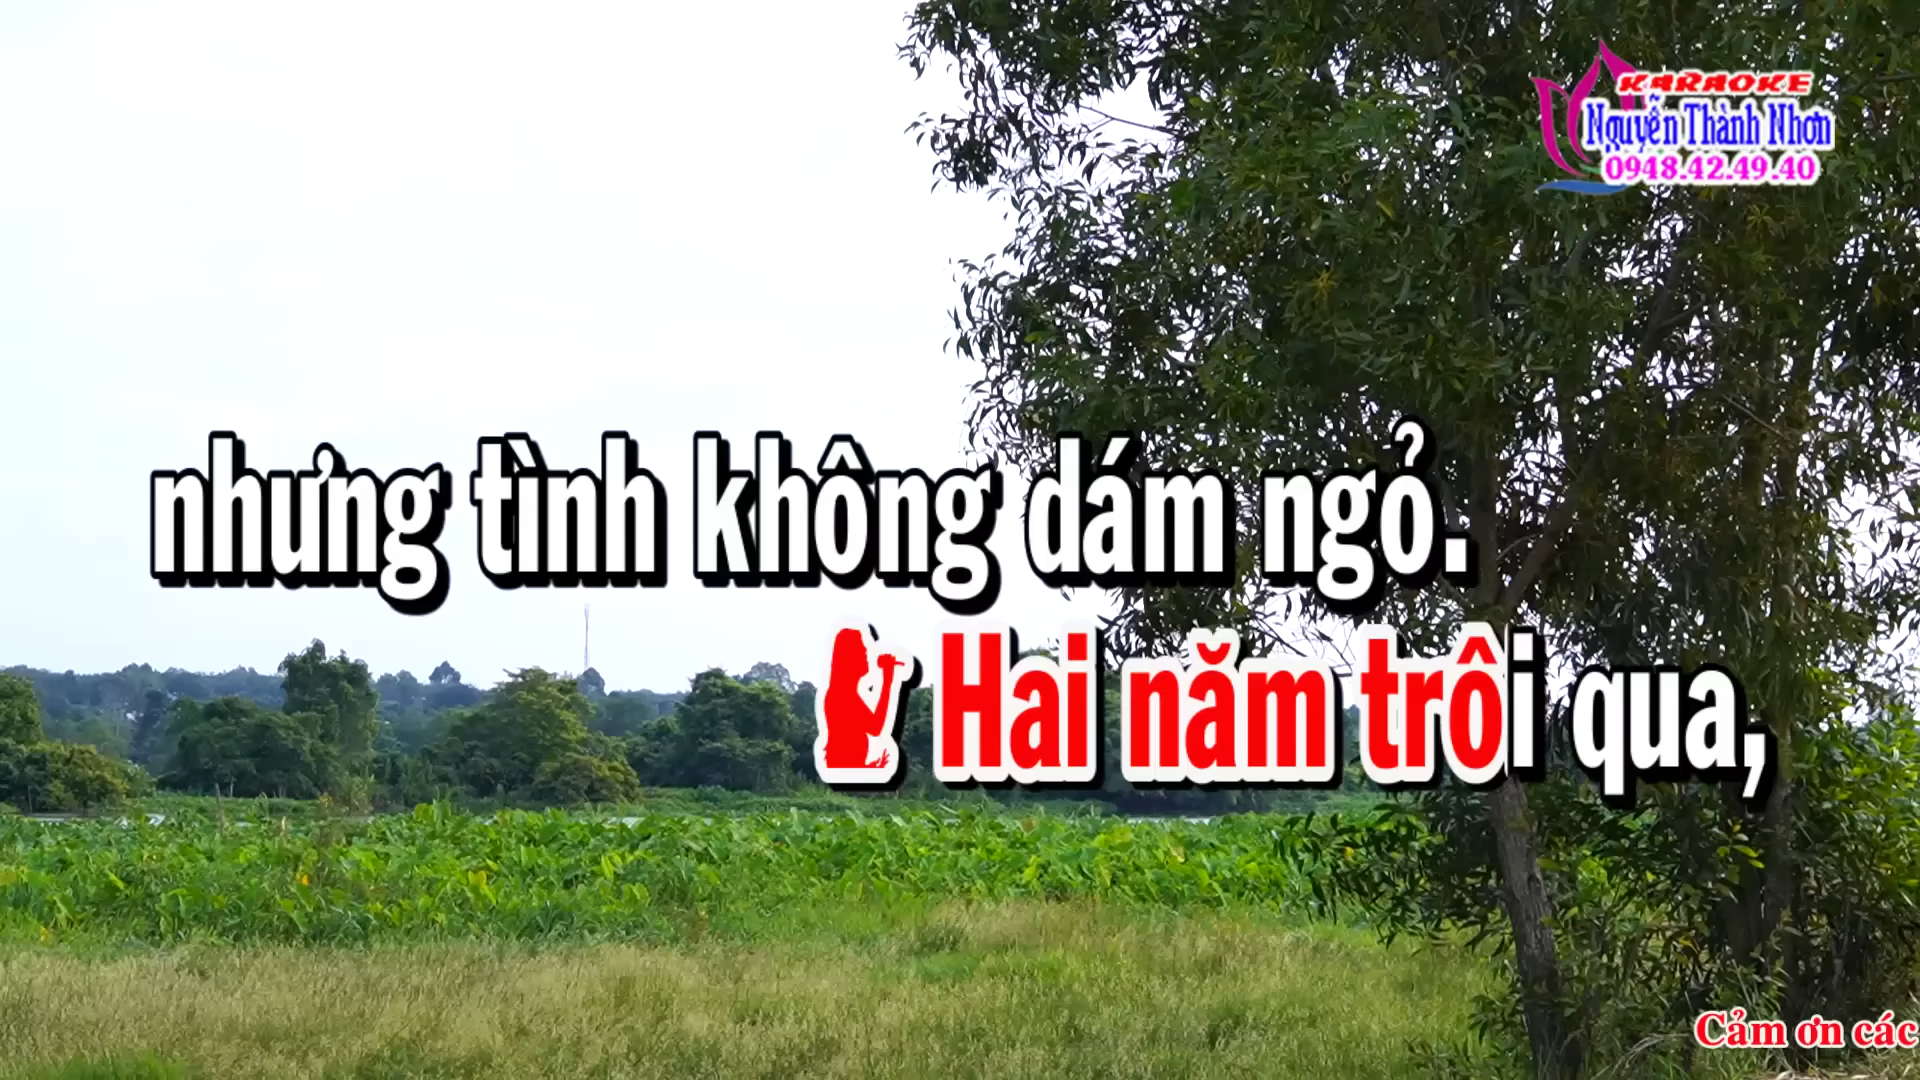 KARAOKE
Nguyễn Thành Nhơn
0948.42.49.40
nhưng tình không dám ngỏ.
Hai năm trôi qua,
Cảm ơn các